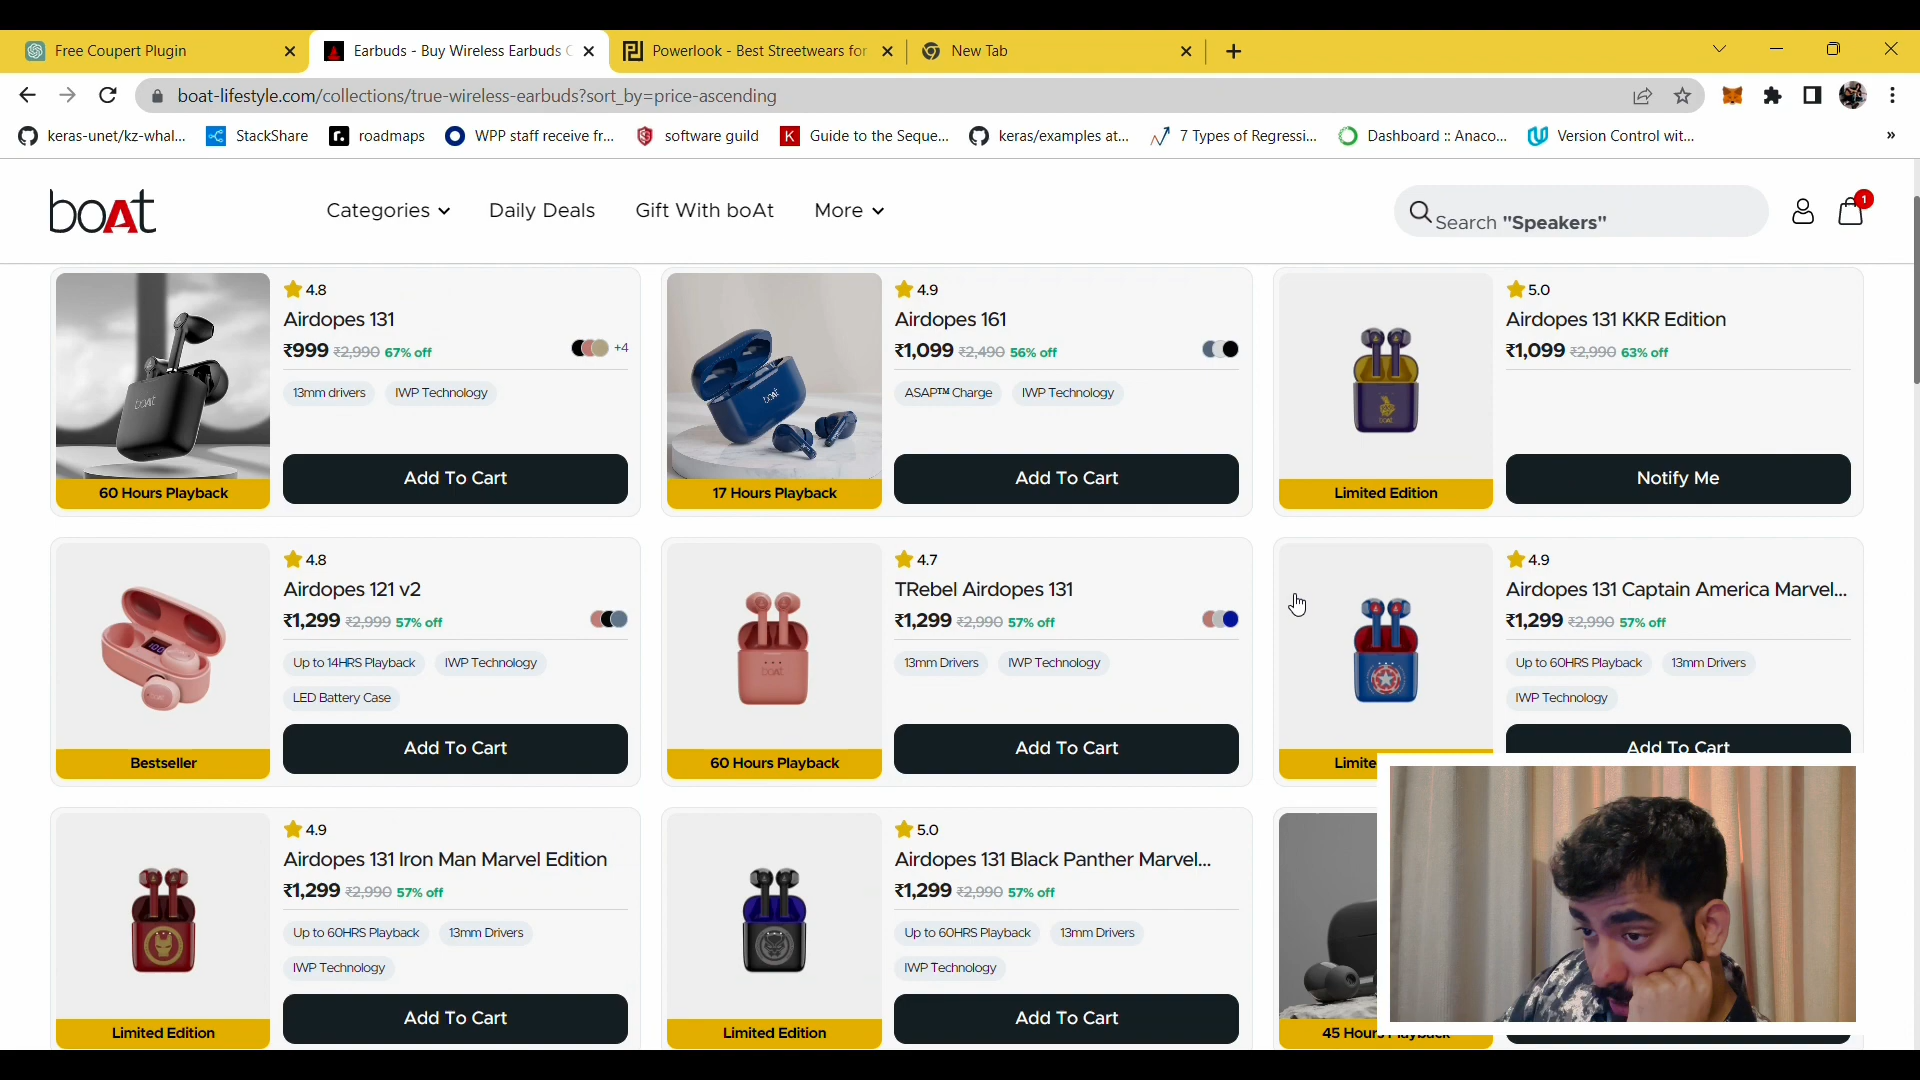 Free Coupert Plugin
Earbuds - Buy Wireless Earbuds
Powerlook - Best Streetwears for
New Tab
boat-lifestyle.com/collections/true-wireless-earbuds?sort_by=price-ascending
keras-unet/kz-whal...
StackShare
roadmaps
WPP staff receive fr...
software guild
Guide to the Seque...
keras/examples at...
7 Types of Regressi...
Dashboard :: Anaco...
Version Control wit...
»
boAt
Categories
Daily Deals
Gift With boAt
More
Search "Speakers"
1
4.8
Airdopes 131
₹999 ₹2,990 67% off
+4
13mm drivers
IWP Technology
Add To Cart
60 Hours Playback
4.9
Airdopes 161
₹1,099 ₹2,490 56% off
ASAP™ Charge
IWP Technology
Add To Cart
17 Hours Playback
5.0
Airdopes 131 KKR Edition
₹1,099 ₹2,990 63% off
Notify Me
Limited Edition
4.8
Airdopes 121 v2
₹1,299 ₹2,999 57% off
Up to 14HRS Playback
IWP Technology
LED Battery Case
Add To Cart
Bestseller
4.7
TRebel Airdopes 131
₹1,299 ₹2,990 57% off
13mm Drivers
IWP Technology
Add To Cart
60 Hours Playback
4.9
Airdopes 131 Captain America Marvel...
₹1,299 ₹2,990 57% off
Up to 60HRS Playback
13mm Drivers
IWP Technology
Add To Cart
4.9
Airdopes 131 Iron Man Marvel Edition
₹1,299 ₹2,990 57% off
Up to 60HRS Playback
13mm Drivers
IWP Technology
Add To Cart
Limited Edition
5.0
Airdopes 131 Black Panther Marvel...
₹1,299 ₹2,990 57% off
Up to 60HRS Playback
13mm Drivers
IWP Technology
Add To Cart
Limited Edition
45